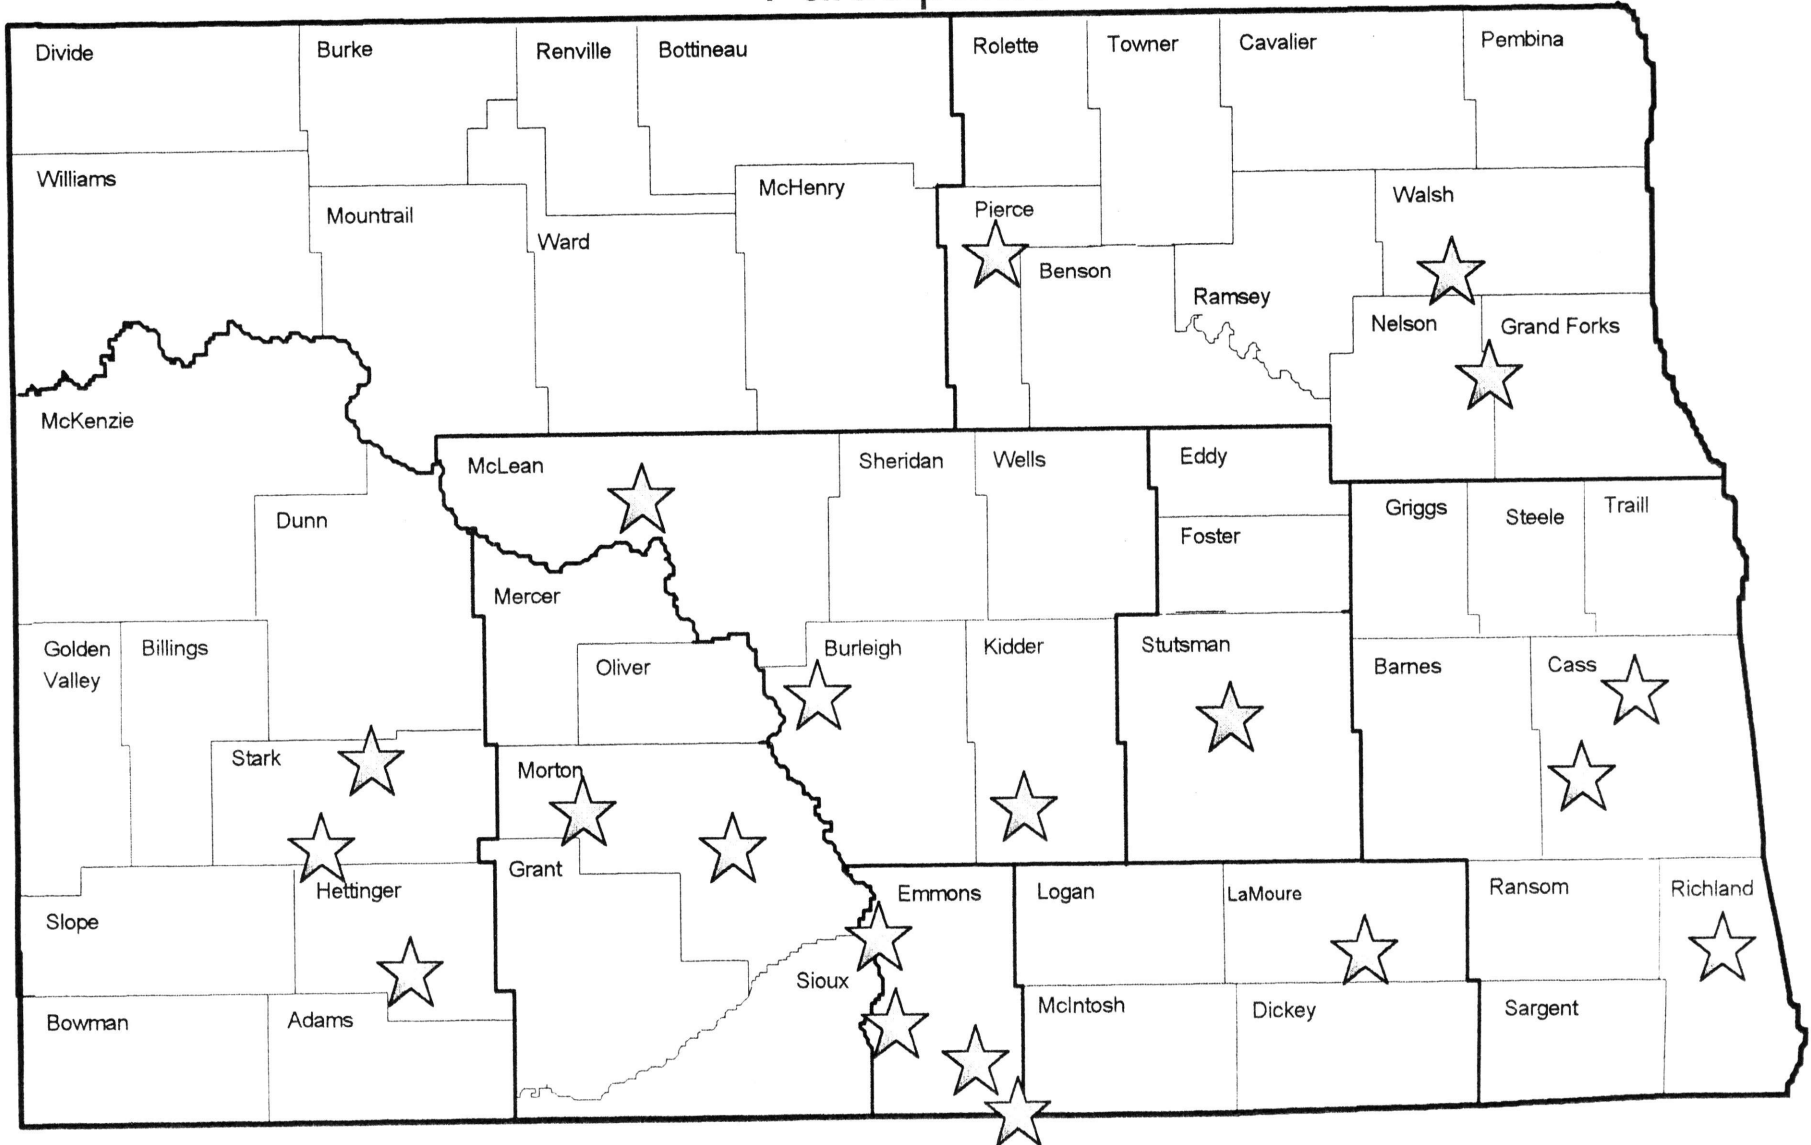 Divide
Burke
Renville
Bottineau
Rolette
Towner
Cavalier
Pembina
Williams
Mountrail
Ward
McHenry
Pierce
Benson
Ramsey
Walsh
Nelson
Grand Forks
McKenzie
Dunn
McLean
Sheridan
Wells
Eddy
Foster
Griggs
Steele
Traill
Mercer
Golden
Valley
Billings
Oliver
Burleigh
Kidder
Stutsman
Barnes
Cass
Stark
Morton
Grant
Hettinger
Slope
Emmons
Logan
LaMoure
Ransom
Richland
Sioux
Bowman
Adams
McIntosh
Dickey
Sargent